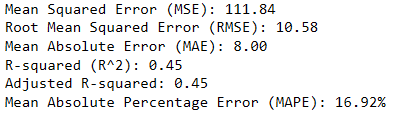 Mean Squared Error (MSE): 111.84
Root Mean Squared Error (RMSE): 10.58
Mean Absolute Error (MAE): 8.00
R-squared (R^2): 0.45
Adjusted R-squared: 0.45
Mean Absolute Percentage Error (MAPE): 16.92%